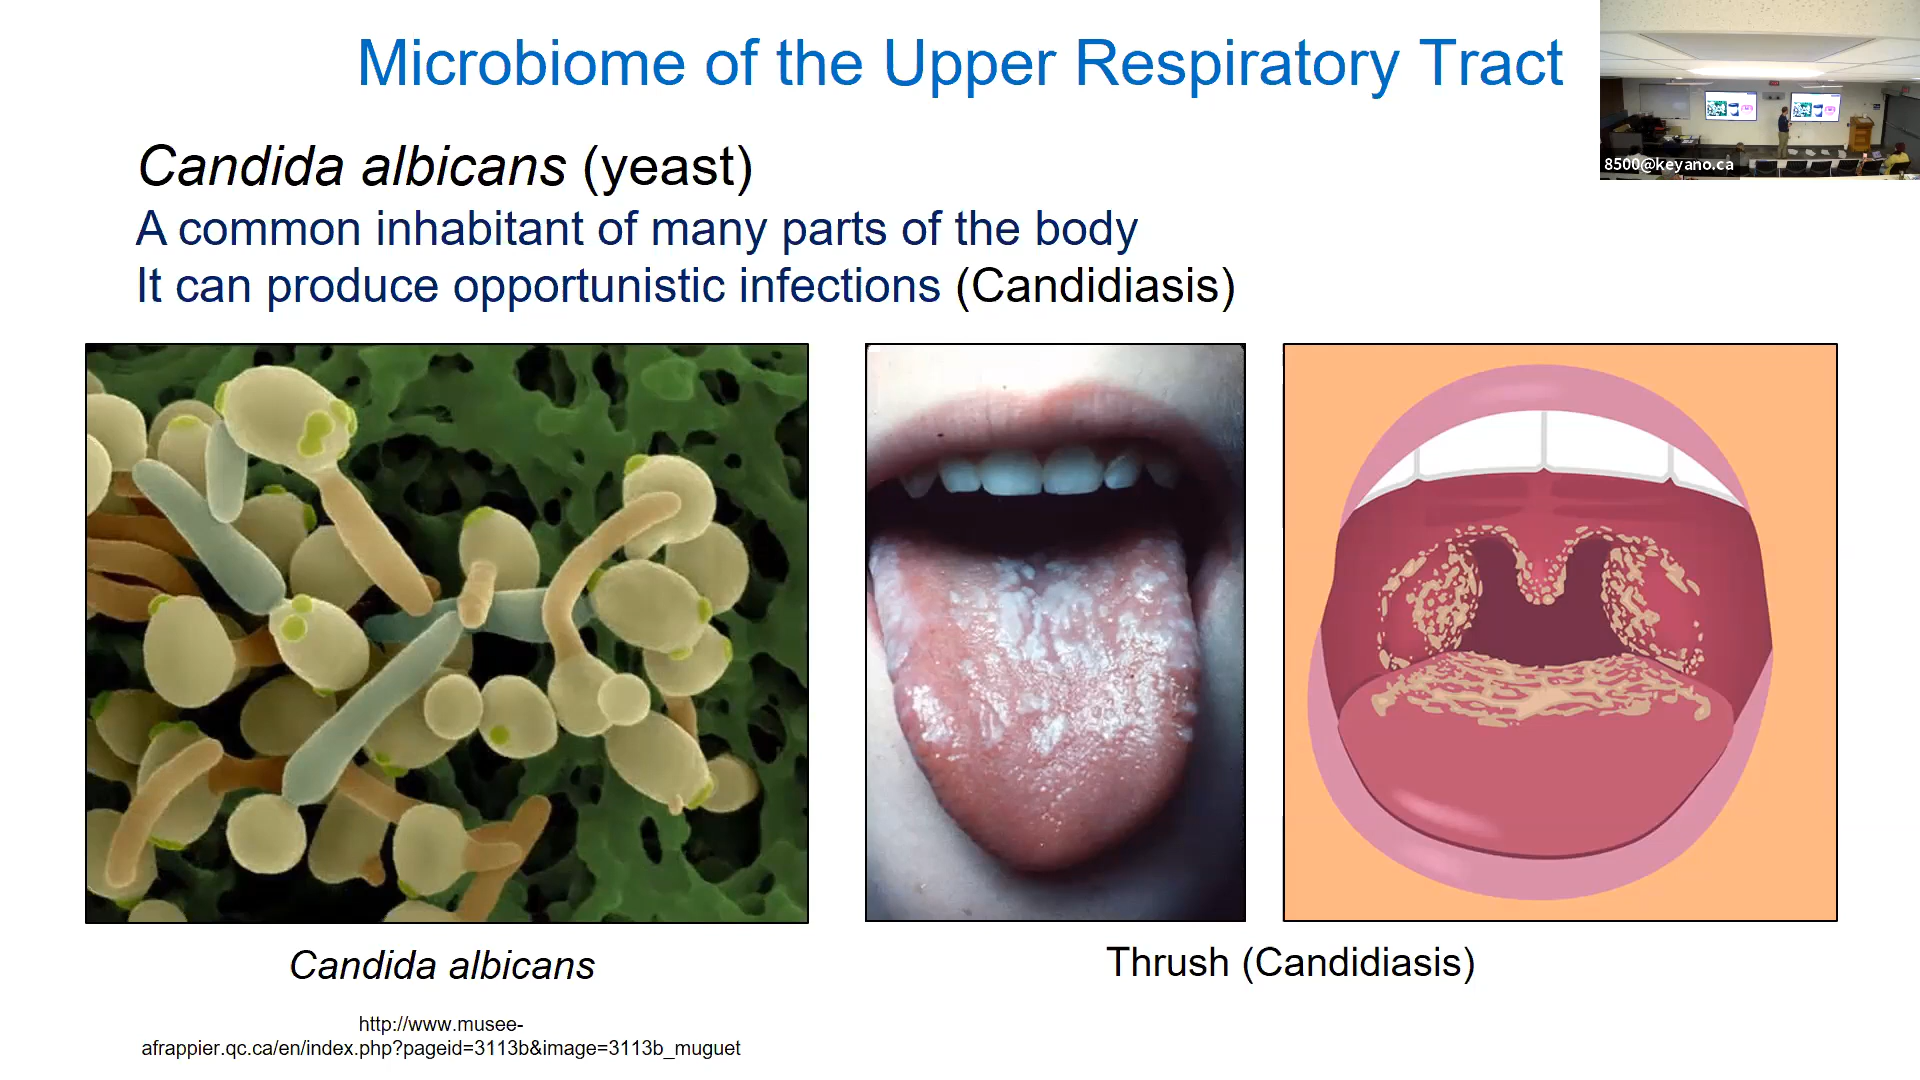 Microbiome of the Upper Respiratory Tract
8500@keyano.ca
Candida albicans (yeast)
A common inhabitant of many parts of the body
It can produce opportunistic infections (Candidiasis)
Candida albicans
Thrush (Candidiasis)
http://www.musee-
afrappier.qc.ca/en/index.php?pageid=3113b&image=3113b_muguet